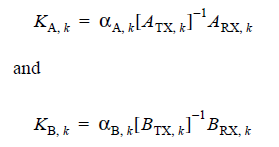 K_{A, k} = α_{A, k}[A_{TX, k}]^{-1} A_{RX, k}
and
K_{B, k} = α_{B, k}[B_{TX, k}]^{-1} B_{RX, k}